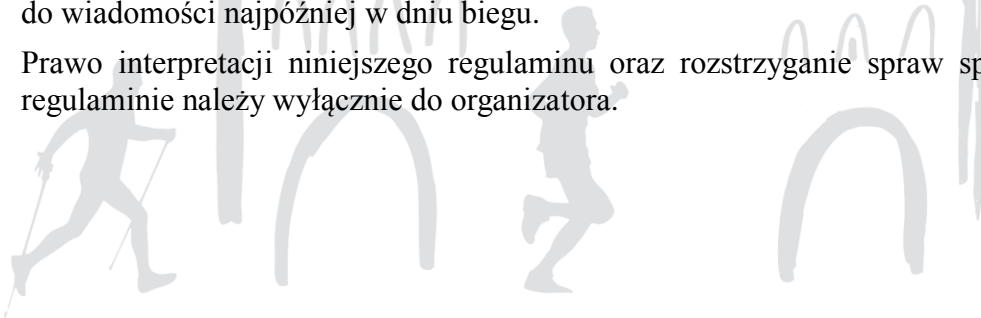 do wiadomości najpóźniej w dniu biegu.
Prawo interpretacji niniejszego regulaminu oraz rozstrzyganie spraw
regulaminie należy wyłącznie do organizatora.